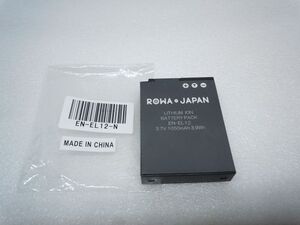 EN-EL12-N
MADE IN CHINA
ROWA JAPAN
LITHIUM ION
BATTERY PACK
EN-EL12
3.7V 1050mAh 3.9Wh